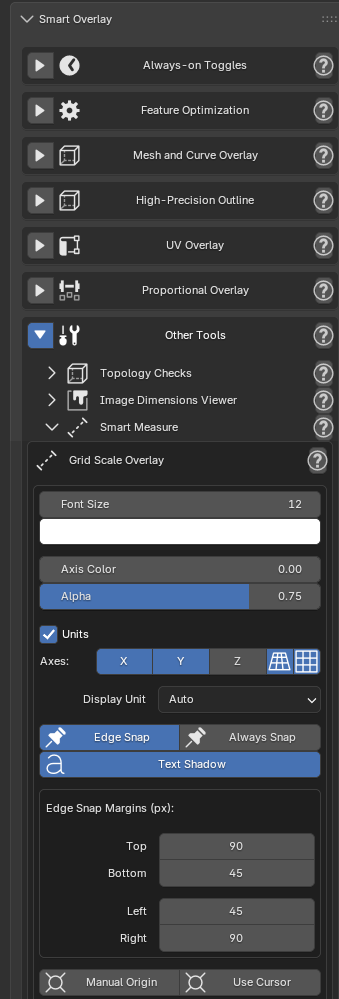 Smart Overlay
Always-on Toggles ?
Feature Optimization ?
Mesh and Curve Overlay ?
High-Precision Outline ?
UV Overlay ?
Proportional Overlay ?
Other Tools ?
Topology Checks ?
Image Dimensions Viewer ?
Smart Measure ?
Grid Scale Overlay ?
Font Size 12
Axis Color 0.00
Alpha 0.75
Units
Axes: X Y Z
Display Unit Auto
Edge Snap Always Snap
a Text Shadow
Edge Snap Margins (px):
Top 90
Bottom 45
Left 45
Right 90
Manual Origin Use Cursor